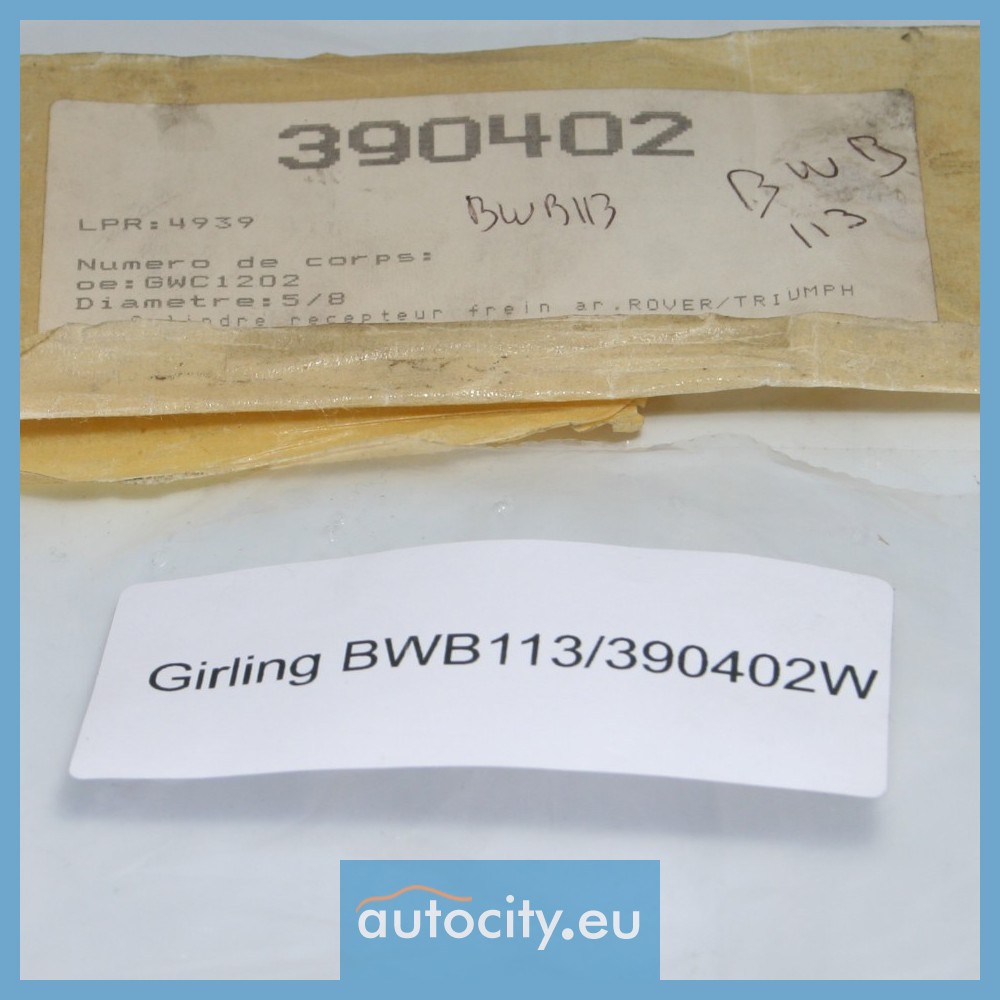 390402
BWB
113
LPR:4939
BWB113
Numero de corps:
oe:GWC1202
Diametre:5/8
Cylindre recepteur frein ar.ROVER/TRIUMPH
Girling BWB113/390402W
autocity.eu